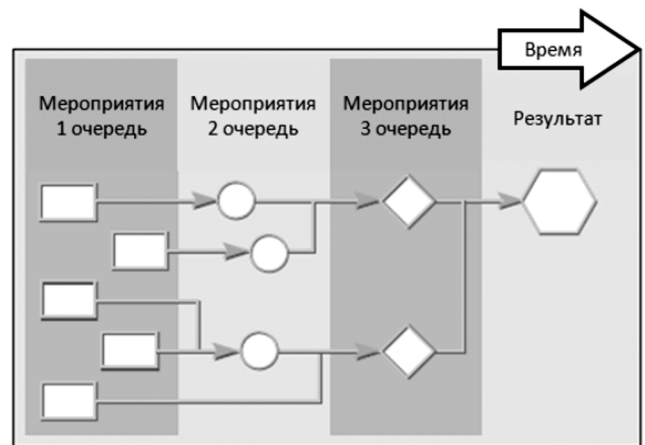 Время
Мероприятия
1 очередь
Мероприятия
2 очередь
Мероприятия
3 очередь
Результат